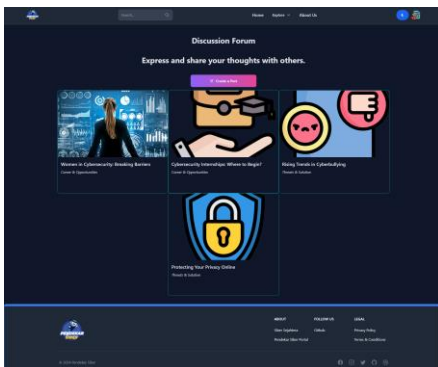 Search
Home Explore About Us
Discussion Forum
Express and share your thoughts with others.
Create a Post
Women in Cybersecurity: Breaking Barriers
Career & Opportunities
Cybersecurity Internships: Where to Begin?
Career & Opportunities
Rising Trends in Cyberbullying
Threats & Solution
Protecting Your Privacy Online
Threats & Solution
ABOUT
FOLLOW US
LEGAL
Github
Privacy Policy
Terms & Conditions